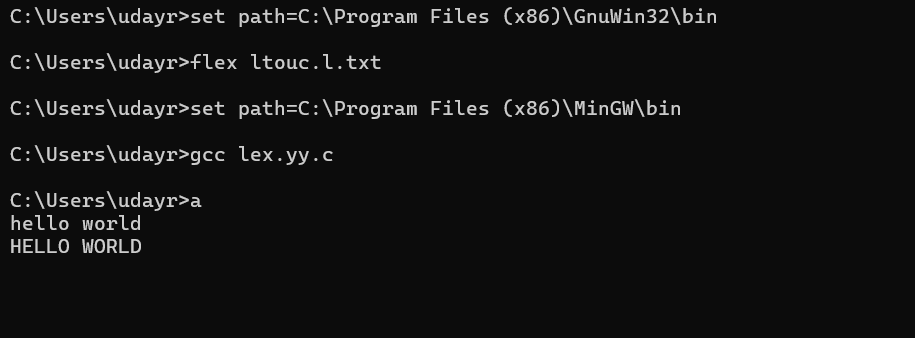 C:\Users\udayr>set path=C:\Program Files (x86)\GnuWin32\bin
C:\Users\udayr>flex ltouc.l.txt
C:\Users\udayr>set path=C:\Program Files (x86)\MinGW\bin
C:\Users\udayr>gcc lex.yy.c
C:\Users\udayr>a
hello world
HELLO WORLD